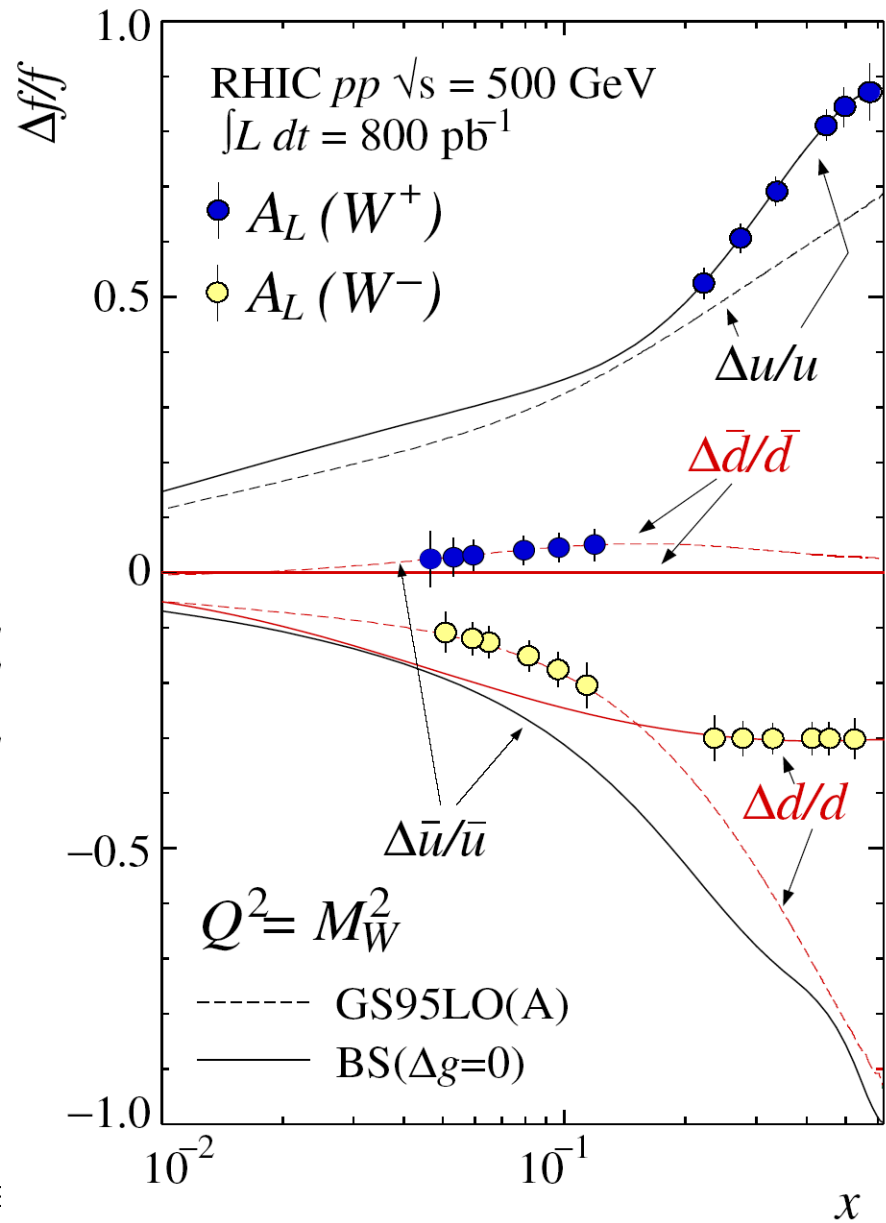 1.0
Δf/f
RHIC pp √s = 500 GeV
∫L dt = 800 pb⁻¹
A_L (W⁺)
A_L (W⁻)
0.5
Δu/u
Δd̄/d̄
0
Δū/ū
Δd/d
−0.5
Q² = M_W²
GS95LO(A)
BS(Δg=0)
−1.0
10⁻²
10⁻¹
x